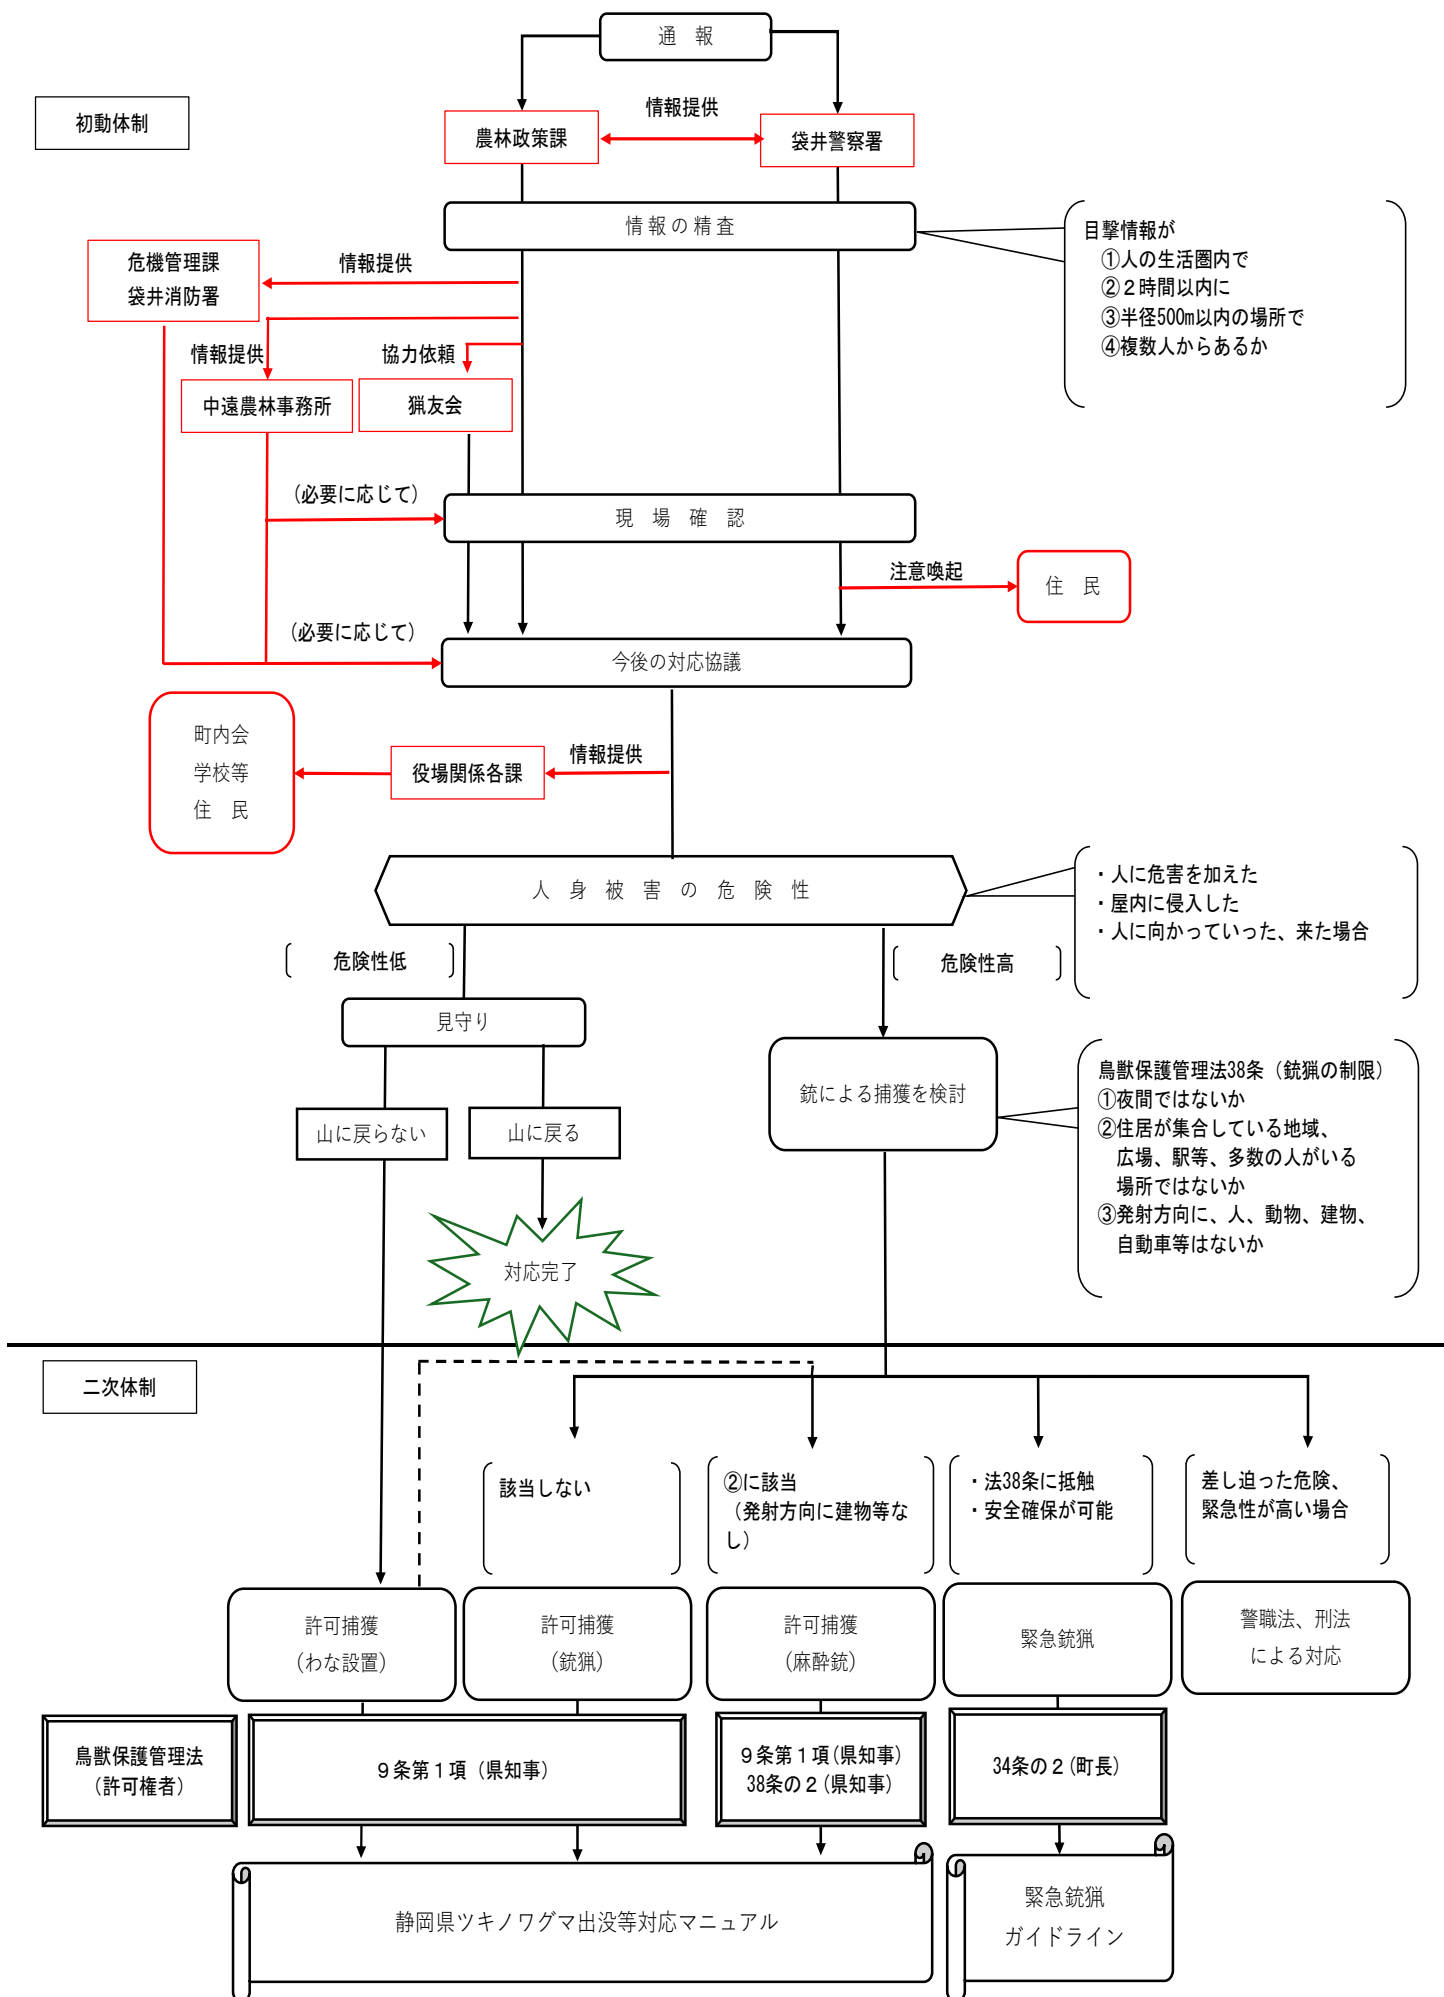 通　報
初動体制
農林政策課
情報提供
袋井警察署
情報の精査
目撃情報が
①人の生活圏内で
②２時間以内に
③半径500m以内の場所で
④複数人からあるか
危機管理課
袋井消防署
情報提供
情報提供
協力依頼
中遠農林事務所
猟友会
(必要に応じて)
現　場　確　認
注意喚起
住　民
(必要に応じて)
今後の対応協議
町内会
学校等
住　民
役場関係各課
情報提供
人　身　被　害　の　危　険　性
・人に危害を加えた
・屋内に侵入した
・人に向かっていった、来た場合
危険性低
危険性高
見守り
銃による捕獲を検討
鳥獣保護管理法38条（銃猟の制限）
①夜間ではないか
②住居が集合している地域、
広場、駅等、多数の人がいる
場所ではないか
③発射方向に、人、動物、建物、
自動車等はないか
山に戻らない
山に戻る
対応完了
二次体制
該当しない
②に該当
（発射方向に建物等な
し）
・法38条に抵触
・安全確保が可能
差し迫った危険、
緊急性が高い場合
許可捕獲
(わな設置)
許可捕獲
(銃猟)
許可捕獲
(麻酔銃)
緊急銃猟
警職法、刑法
による対応
鳥獣保護管理法
(許可権者)
９条第１項（県知事）
９条第１項(県知事)
38条の２(県知事)
34条の２(町長)
静岡県ツキノワグマ出没等対応マニュアル
緊急銃猟
ガイドライン